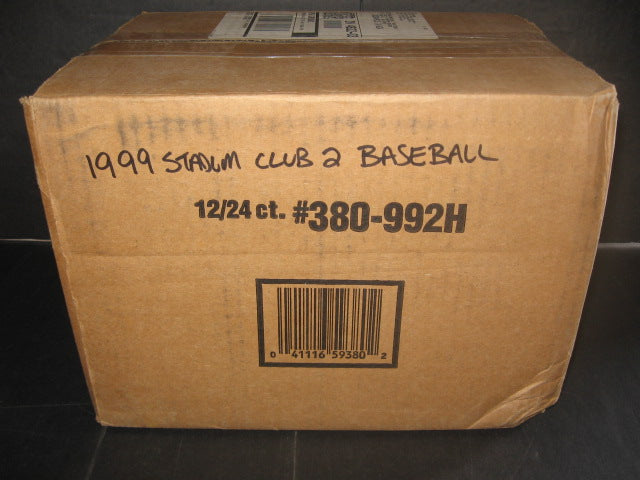 1999 STADIUM CLUB 2 BASEBALL
12/24 ct. #380-992H
0 41116 59380 2